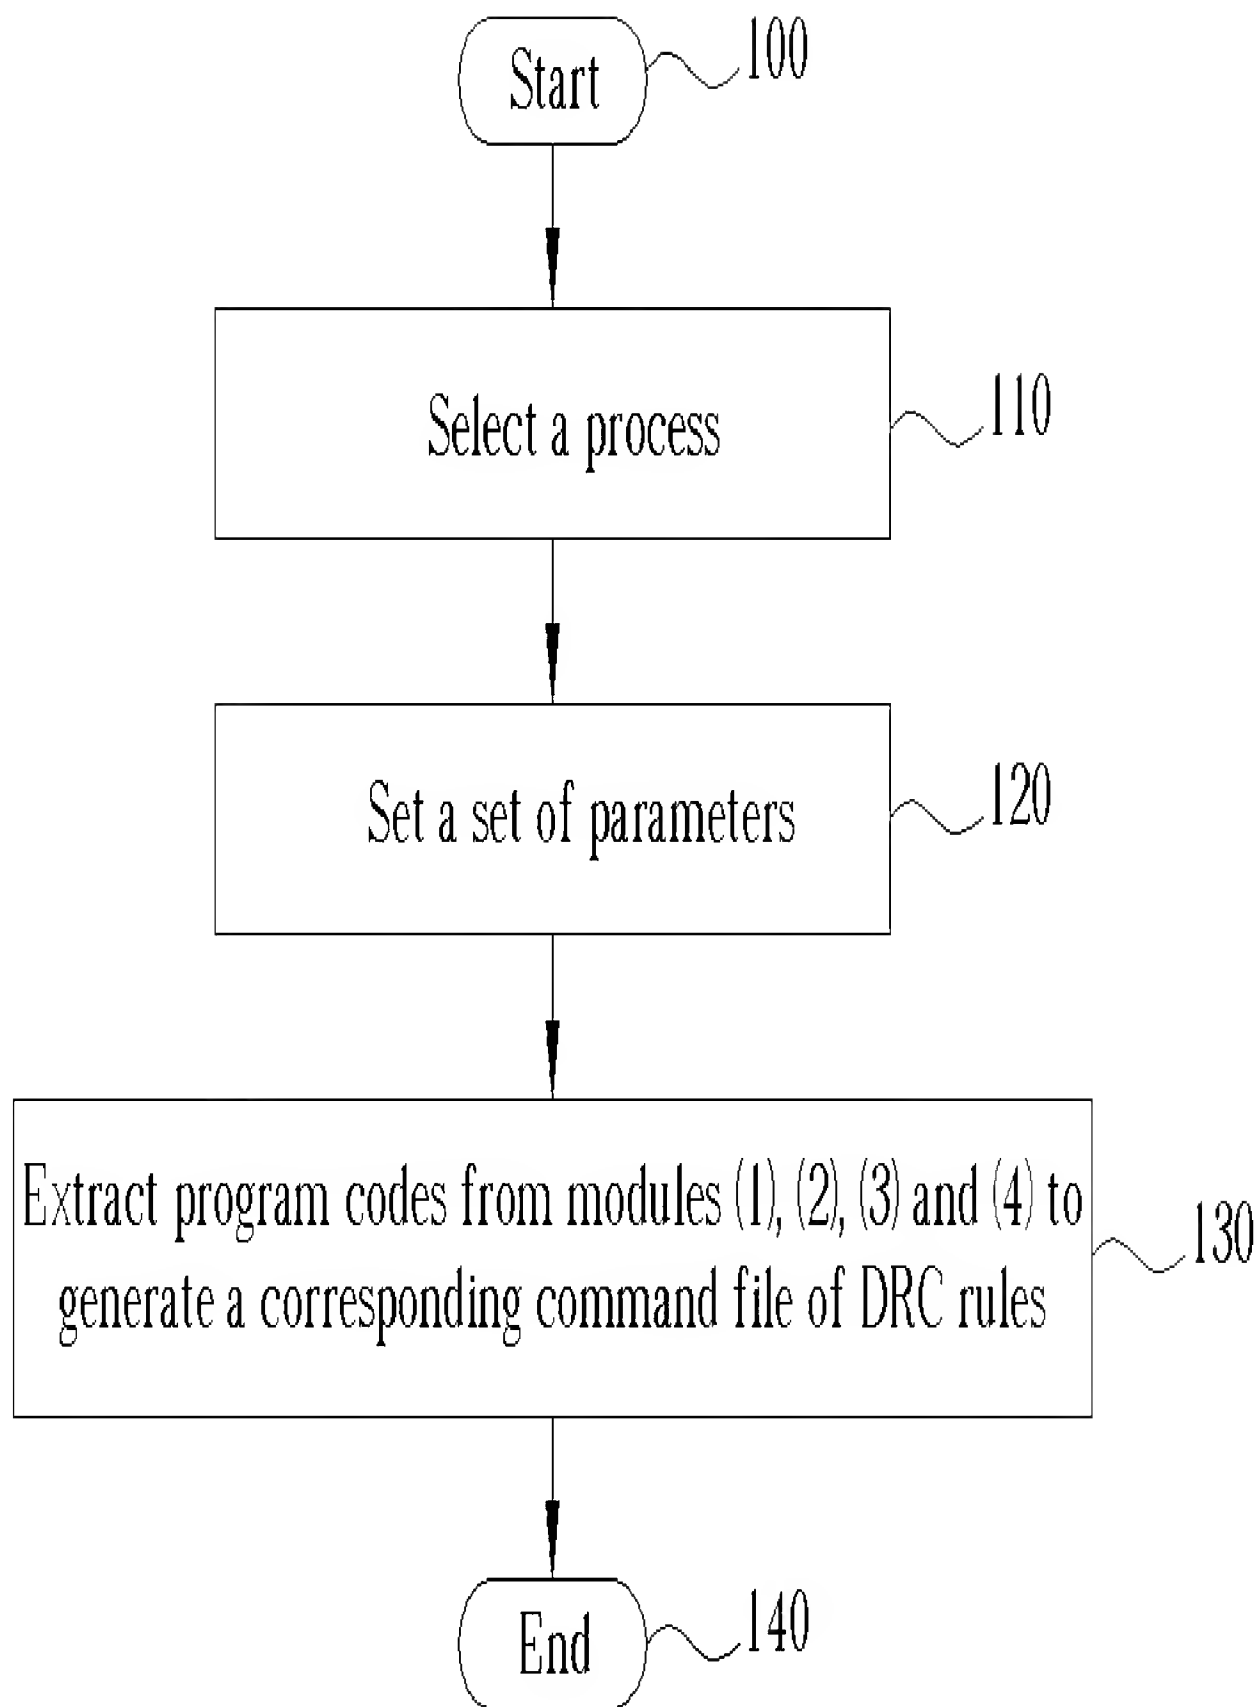 Start
100
Select a process
110
Set a set of parameters
120
Extract program codes from modules (1), (2), (3) and (4) to
generate a corresponding command file of DRC rules
130
End
140